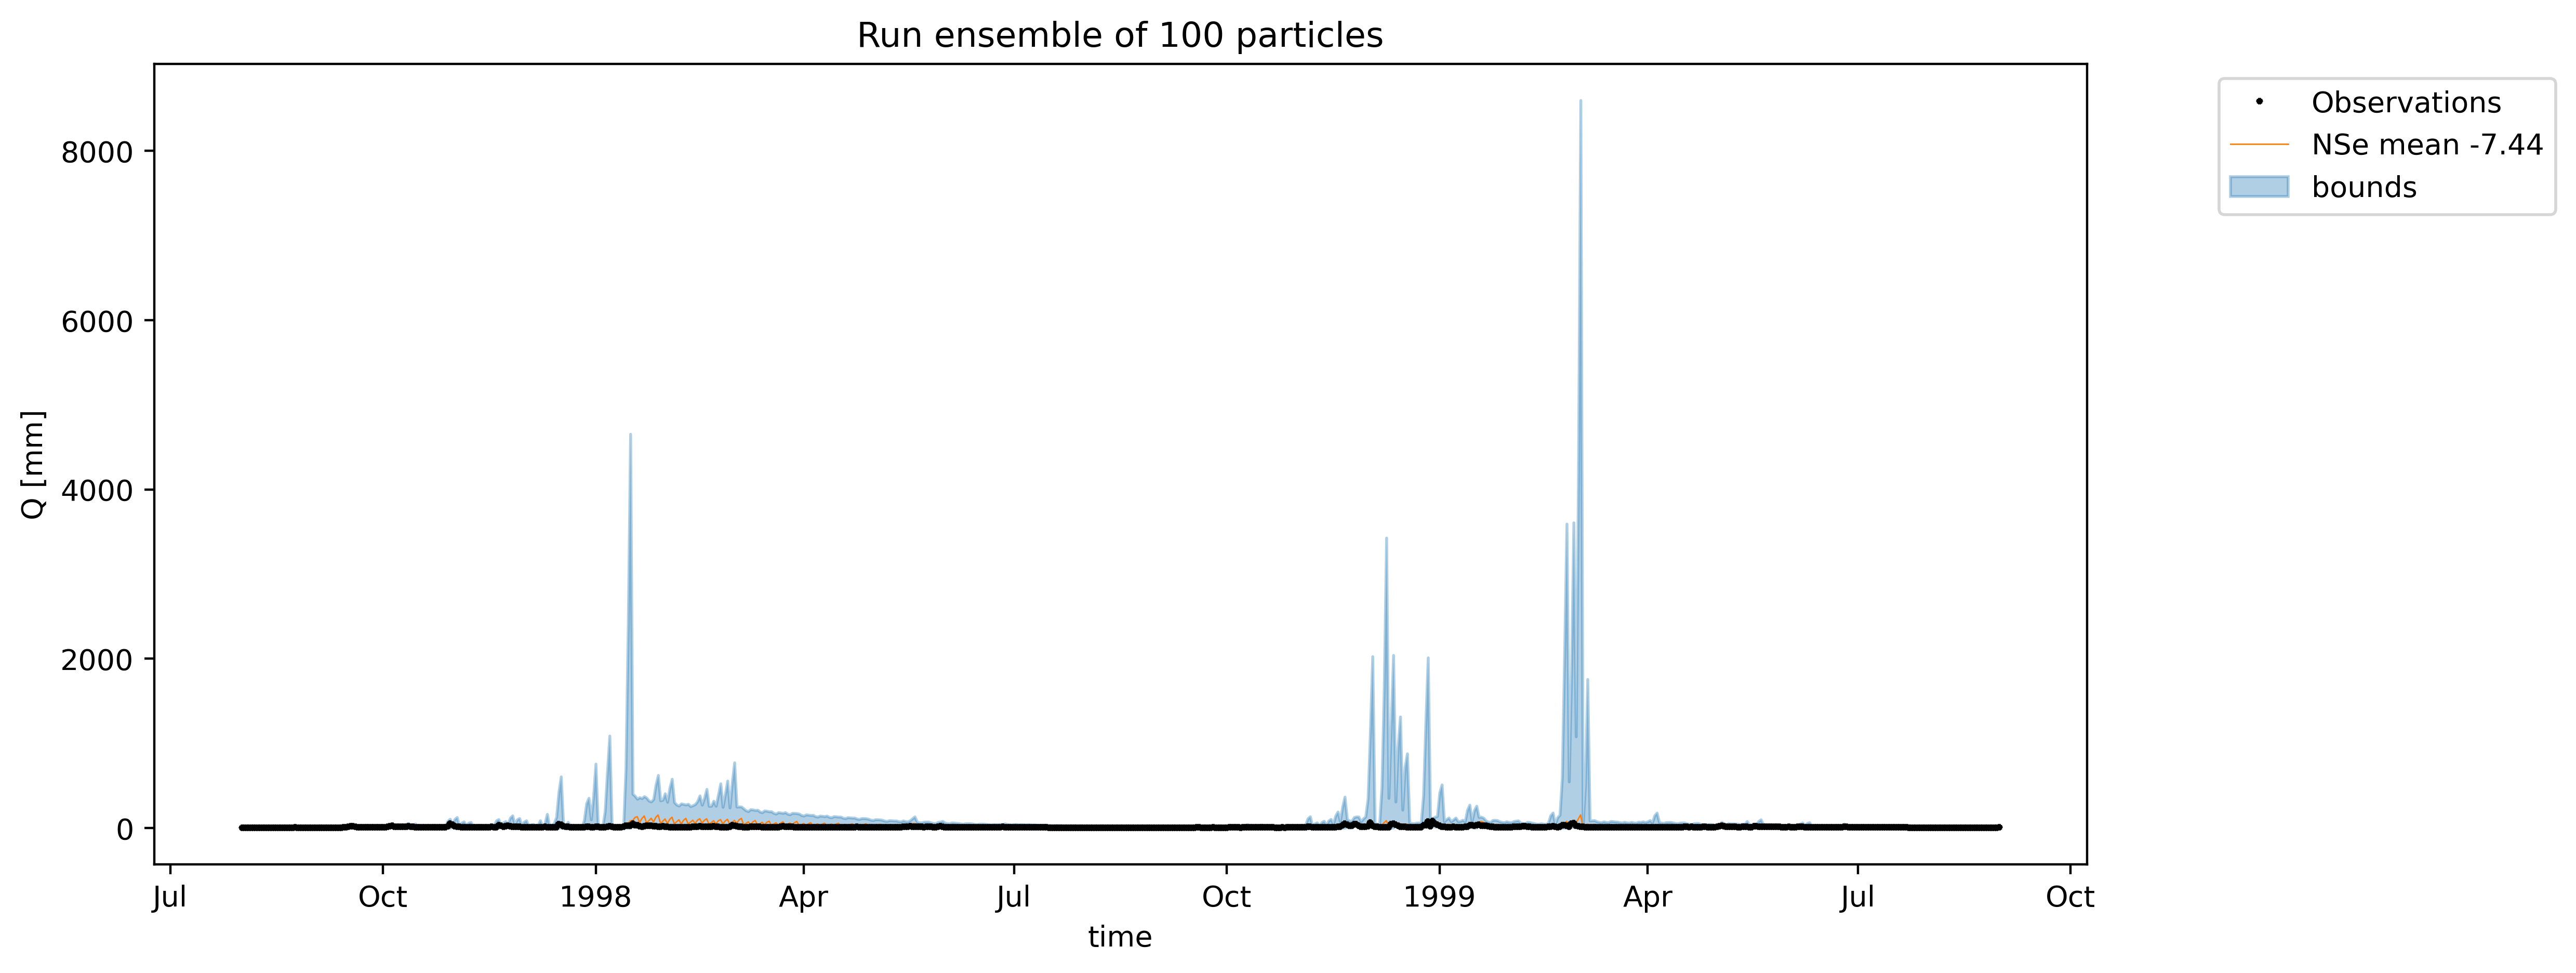 Run ensemble of 100 particles
Observations
NSe mean -7.44
bounds
Q [mm]
8000
6000
4000
2000
0
Jul Oct 1998 Apr Jul Oct 1999 Apr Jul Oct
time